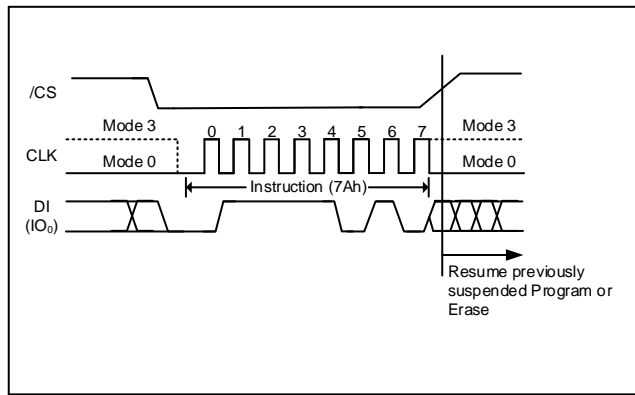 /CS
Mode 3 0 1 2 3 4 5 6 7 Mode 3
CLK
Mode 0 Mode 0
Instruction (7Ah)
DI
(IO₀)
Resume previously
suspended Program or
Erase